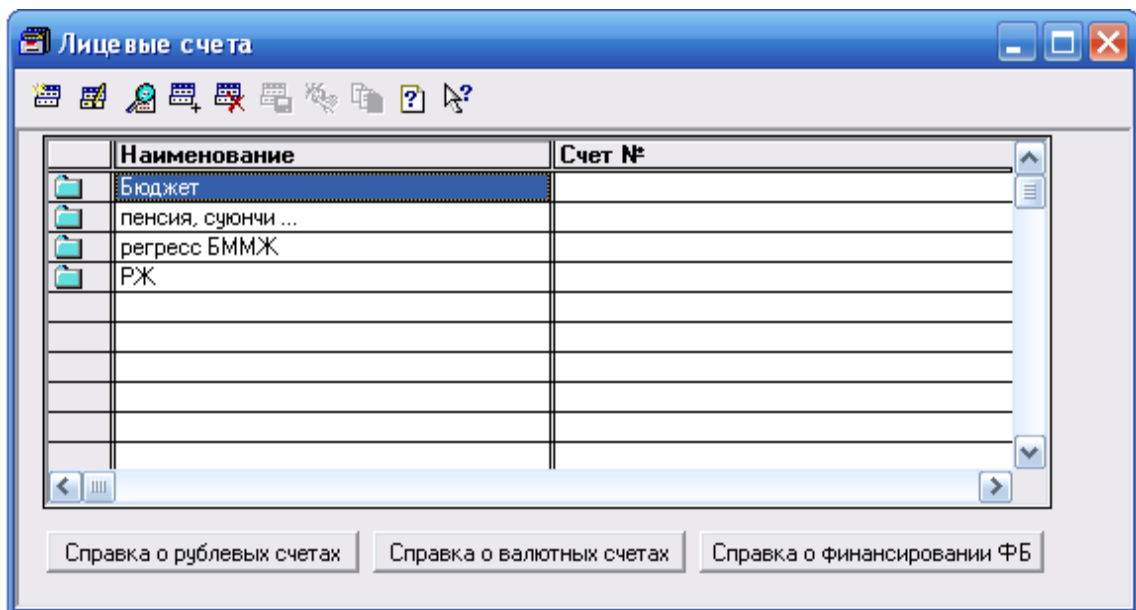 Лицевые счета
Наименование Счет №
Бюджет
пенсия, суюнчи ...
регресс БММЖ
РЖ
Справка о рублевых счетах Справка о валютных счетах Справка о финансировании ФБ